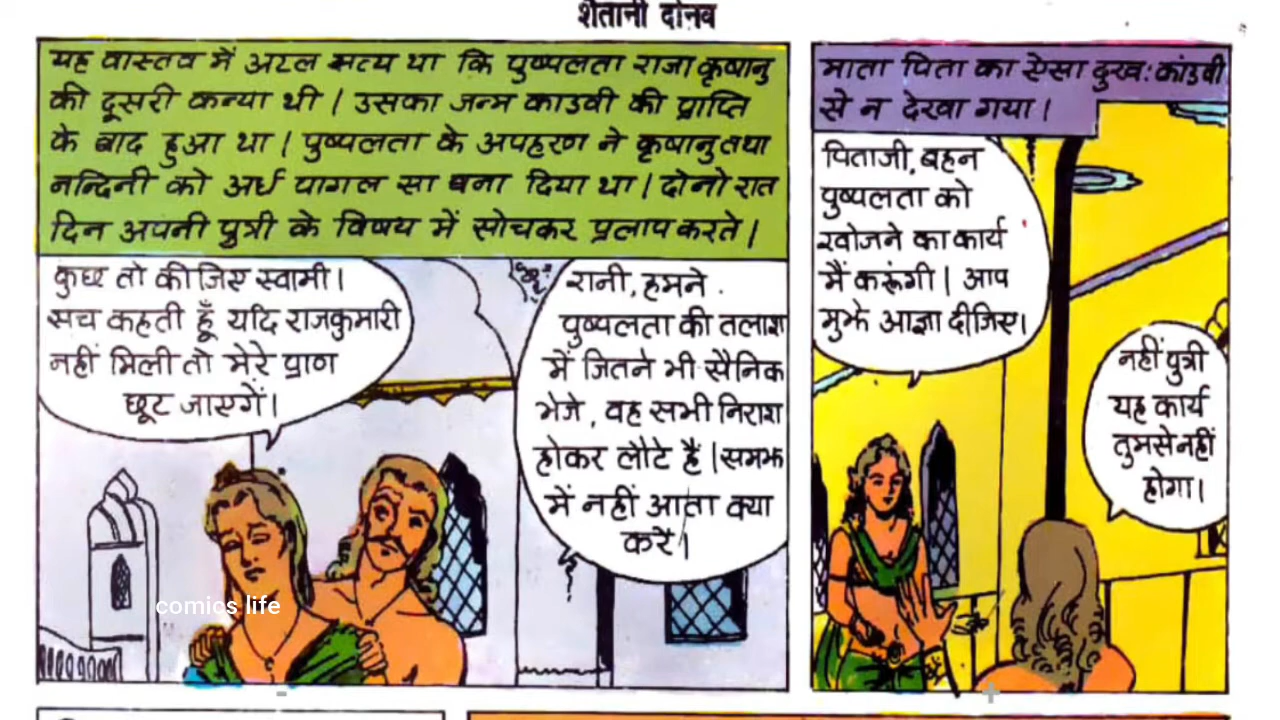 शैतानी दानव
यह वास्तव में अटल सत्य था कि पुष्पलता राजा कृषानु
की दूसरी कन्या थी | उसका जन्म काडवी की प्राप्ति
के बाद हुआ था | पुष्पलता के अपहरण ने कृषानु तथा
नन्दिनी को अर्ध पागल सा बना दिया था | दोनो रात
दिन अपनी पुत्री के विषय में सोचकर प्रलाप करते |
कुछ तो कीजिए स्वामी |
सच कहती हूँ यदि राजकुमारी
नहीं मिली तो मेरे प्राण
छूट जाएगें |
रानी, हमने
पुष्पलता की तलाश
में जितने भी सैनिक
भेजे, वह सभी निराश
होकर लौटे हैं | समझ
में नहीं आता क्या
करें |
comics life
माता पिता का ऐसा दुख: कांडवी
से न देखा गया |
पिताजी, बहन
पुष्पलता को
खोजने का कार्य
मैं करूंगी | आप
मुझे आज्ञा दीजिए |
नहीं पुत्री
यह कार्य
तुमसे नहीं
होगा |